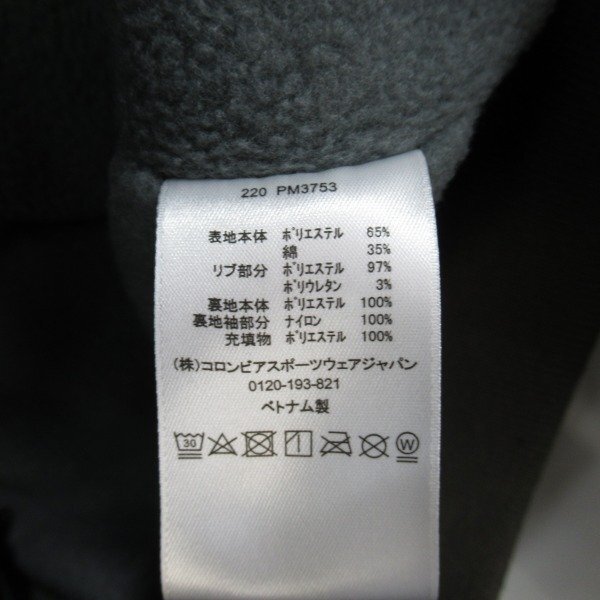 220 PM3753
表地本体 ポリエステル 65%
綿 35%
リブ部分 ポリエステル 97%
ポリウレタン 3%
裏地本体 ポリエステル 100%
裏地袖部分 ナイロン 100%
充填物 ポリエステル 100%
(株)コロンビアスポーツウェアジャパン
0120-193-821
ベトナム製
30 W